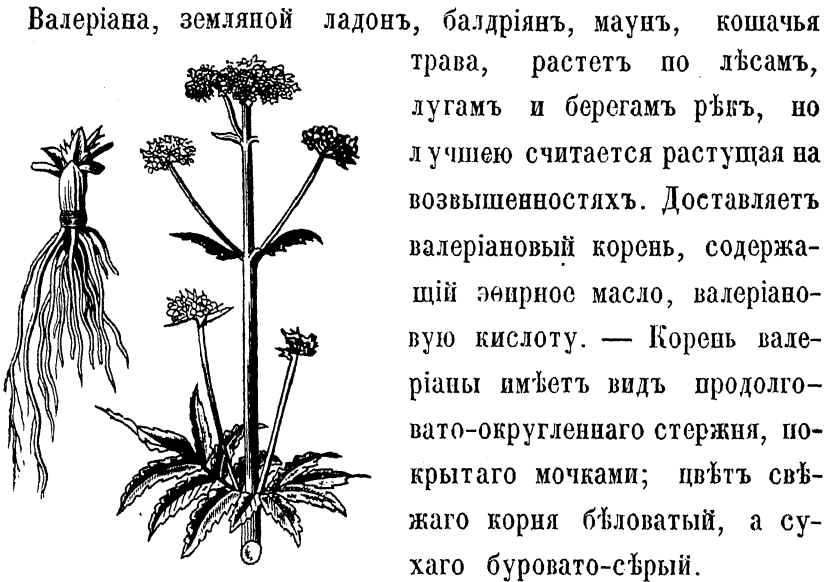 Валеріана, земляной ладонъ, балдріянъ, маунъ, кошачья
трава, растетъ по лѣсамъ,
лугамъ и берегамъ рѣкъ, но
лучшею считается растущая на
возвышенностяхъ. Доставляетъ
валеріановый корень, содержа-
щій эѳирное масло, валеріано-
вую кислоту. — Корень вале-
ріаны имѣетъ видъ продолго-
вато-округленнаго стержня, по-
крытаго мочками; цвѣтъ свѣ-
жаго корня бѣловатый, а су-
хаго буровато-сѣрый.